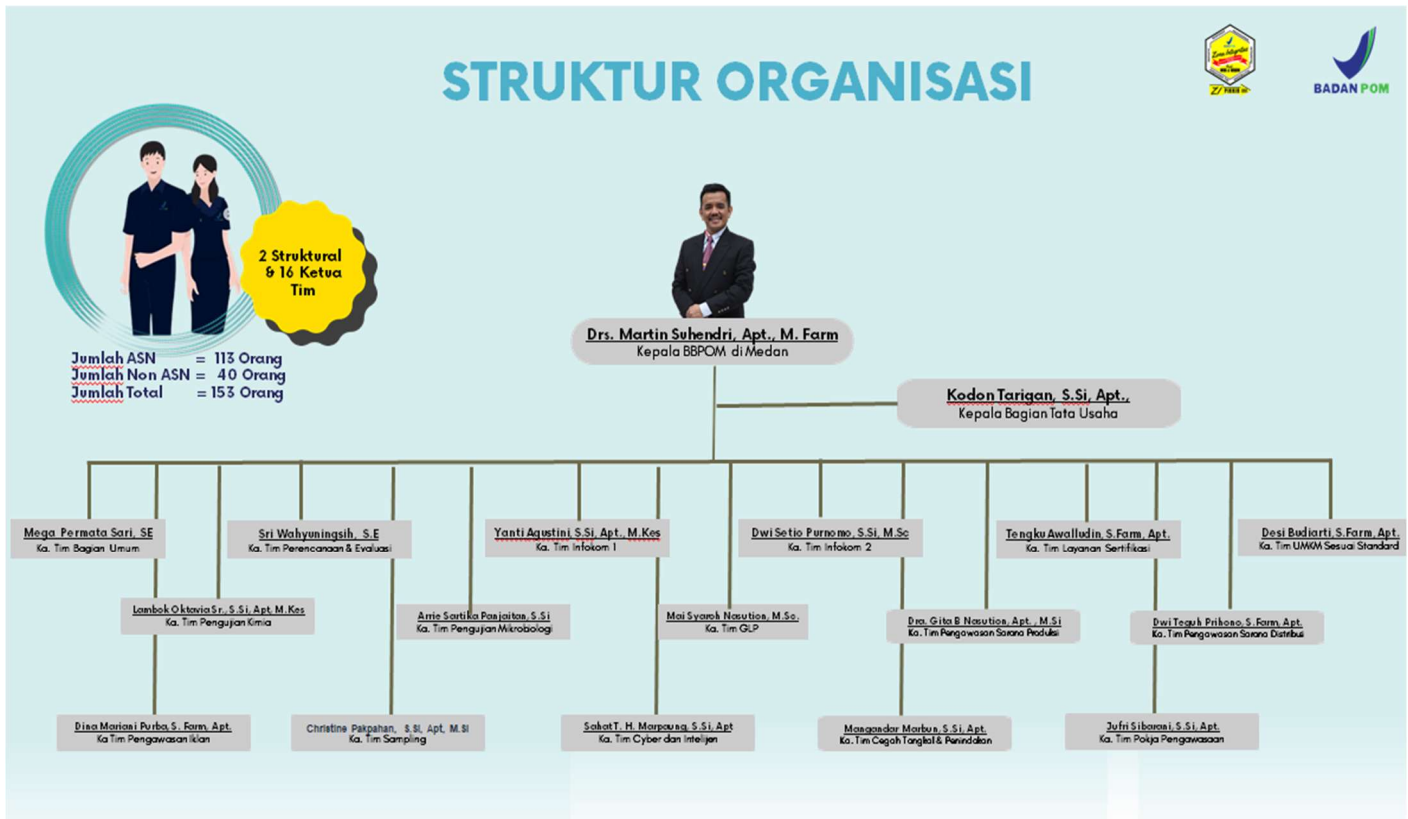 STRUKTUR ORGANISASI
Zona Integritas
BADAN POM
2 Struktural
& 16 Ketua
Tim
Jumlah ASN = 113 Orang
Jumlah Non ASN = 40 Orang
Jumlah Total = 153 Orang
Drs. Martin Suhendri, Apt., M. Farm
Kepala BBPOM di Medan
Kodon Tarigan, S.Si, Apt.,
Kepala Bagian Tata Usaha
Mega Permata Sari, SE
Ka. Tim Bagian Umum
Sri Wahyuningsih, S.E
Ka. Tim Perencanaan & Evaluasi
Yanti Agustini, S.Si, Apt., M.Kes
Ka. Tim Infokom 1
Dwi Setio Purnomo, S.Si, M.Sc
Ka. Tim Infokom 2
Tengku Awalludin, S.Farm, Apt.
Ka. Tim Layanan Sertifikasi
Desi Budiarti, S.Farm, Apt.
Ka. Tim UMKM Sesuai Standard
Lambok Oktavia Sr., S.Si, Apt, M.Kes
Ka. Tim Pengujian Kimia
Arrie Sartika Panjaitan, S.Si
Ka. Tim Pengujian Mikrobiologi
Mai Syaroh Nasution, M.Sc.
Ka. Tim GLP
Dra. Gita B Nasution, Apt. , M.Si
Ka. Tim Pengawasan Sarana Produksi
Dwi Teguh Prihono, S. Farm, Apt.
Ka. Tim Pengawasan Sarana Distribusi
Dina Mariani Purba, S. Farm, Apt.
Ka Tim Pengawasan Iklan
Christine Pakpahan, S.Si, Apt, M.Si
Ka. Tim Sampling
Sahat T. H. Marpaung, S.Si, Apt
Ka. Tim Cyber dan Intelijen
Mangandar Marbun, S.Si, Apt.
Ka. Tim Cegah Tangkal & Penindakan
Jufri Sibarani, S.Si, Apt.
Ka. Tim Pokja Pengawasaan